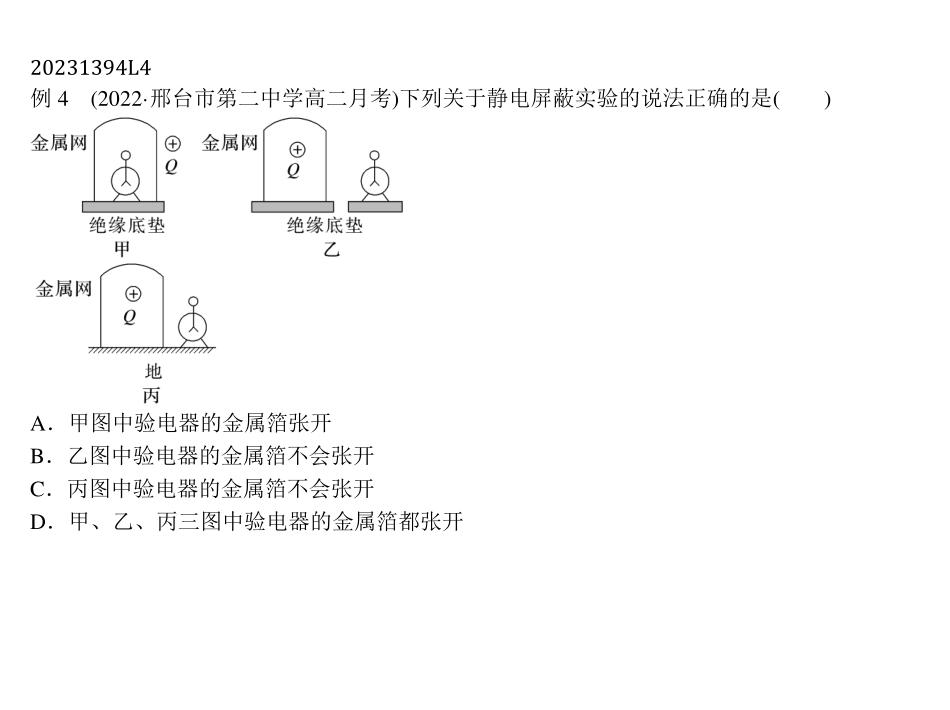 20231394L4
例 4　(2022·邢台市第二中学高二月考)下列关于静电屏蔽实验的说法正确的是(　　)
金属网 Q 金属网 Q
绝缘底垫 绝缘底垫
甲 乙
金属网 Q
地
丙
A．甲图中验电器的金属箔张开
B．乙图中验电器的金属箔不会张开
C．丙图中验电器的金属箔不会张开
D．甲、乙、丙三图中验电器的金属箔都张开